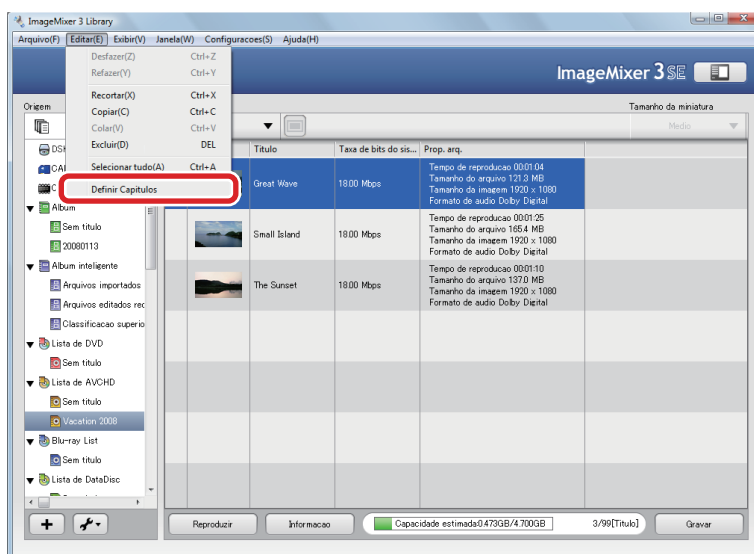 ImageMixer 3 Library
Arquivo(F) Editar(E) Exibir(V) Janela(W) Configuracoes(S) Ajuda(H)
Desfazer(Z) Ctrl+Z
Refazer(Y) Ctrl+Y
Recortar(X) Ctrl+X
Copiar(C) Ctrl+C
Colar(V) Ctrl+V
Excluir(D) DEL
Selecionar tudo(A) Ctrl+A
Definir Capitulos
ImageMixer 3 SE
Origem
Tamanho da miniatura
Medio
Titulo Taxa de bits do sis... Prop. arq.
Great Wave 18.00 Mbps
Tempo de reproducao 00:01:04
Tamanho do arquivo 121.3 MB
Tamanho da imagem 1920 x 1080
Formato de audio Dolby Digital
Small Island 18.00 Mbps
Tempo de reproducao 00:01:25
Tamanho do arquivo 165.4 MB
Tamanho da imagem 1920 x 1080
Formato de audio Dolby Digital
The Sunset 18.00 Mbps
Tempo de reproducao 00:01:10
Tamanho do arquivo 137.0 MB
Tamanho da imagem 1920 x 1080
Formato de audio Dolby Digital
Album
Sem titulo
20080113
Album inteligente
Arquivos importados
Arquivos editados rec
Classificacao superio
Lista de DVD
Sem titulo
Lista de AVCHD
Sem titulo
Vacation 2008
Blu-ray List
Sem titulo
Lista de DataDisc
Reproduzir Informacao Capacidade estimada:0.473GB/4.700GB 3/99[Titulo] Gravar